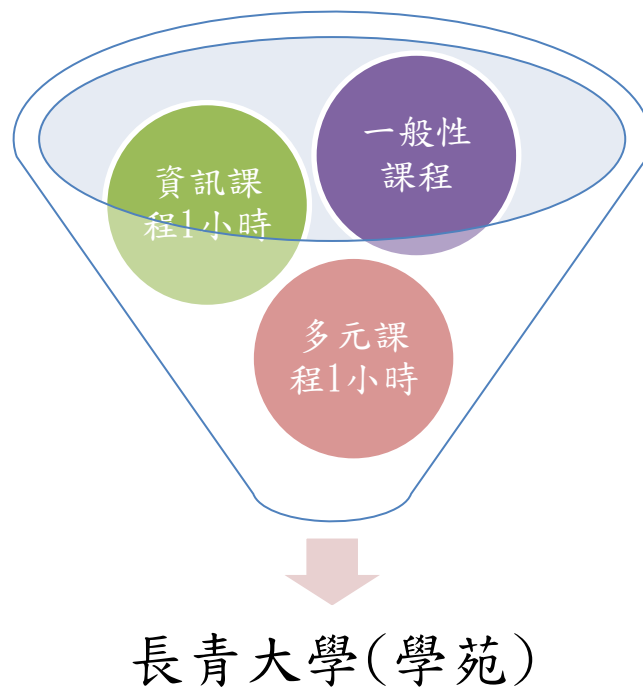 一般性
課程
資訊課
程1小時
多元課
程1小時
長青大學(學苑)